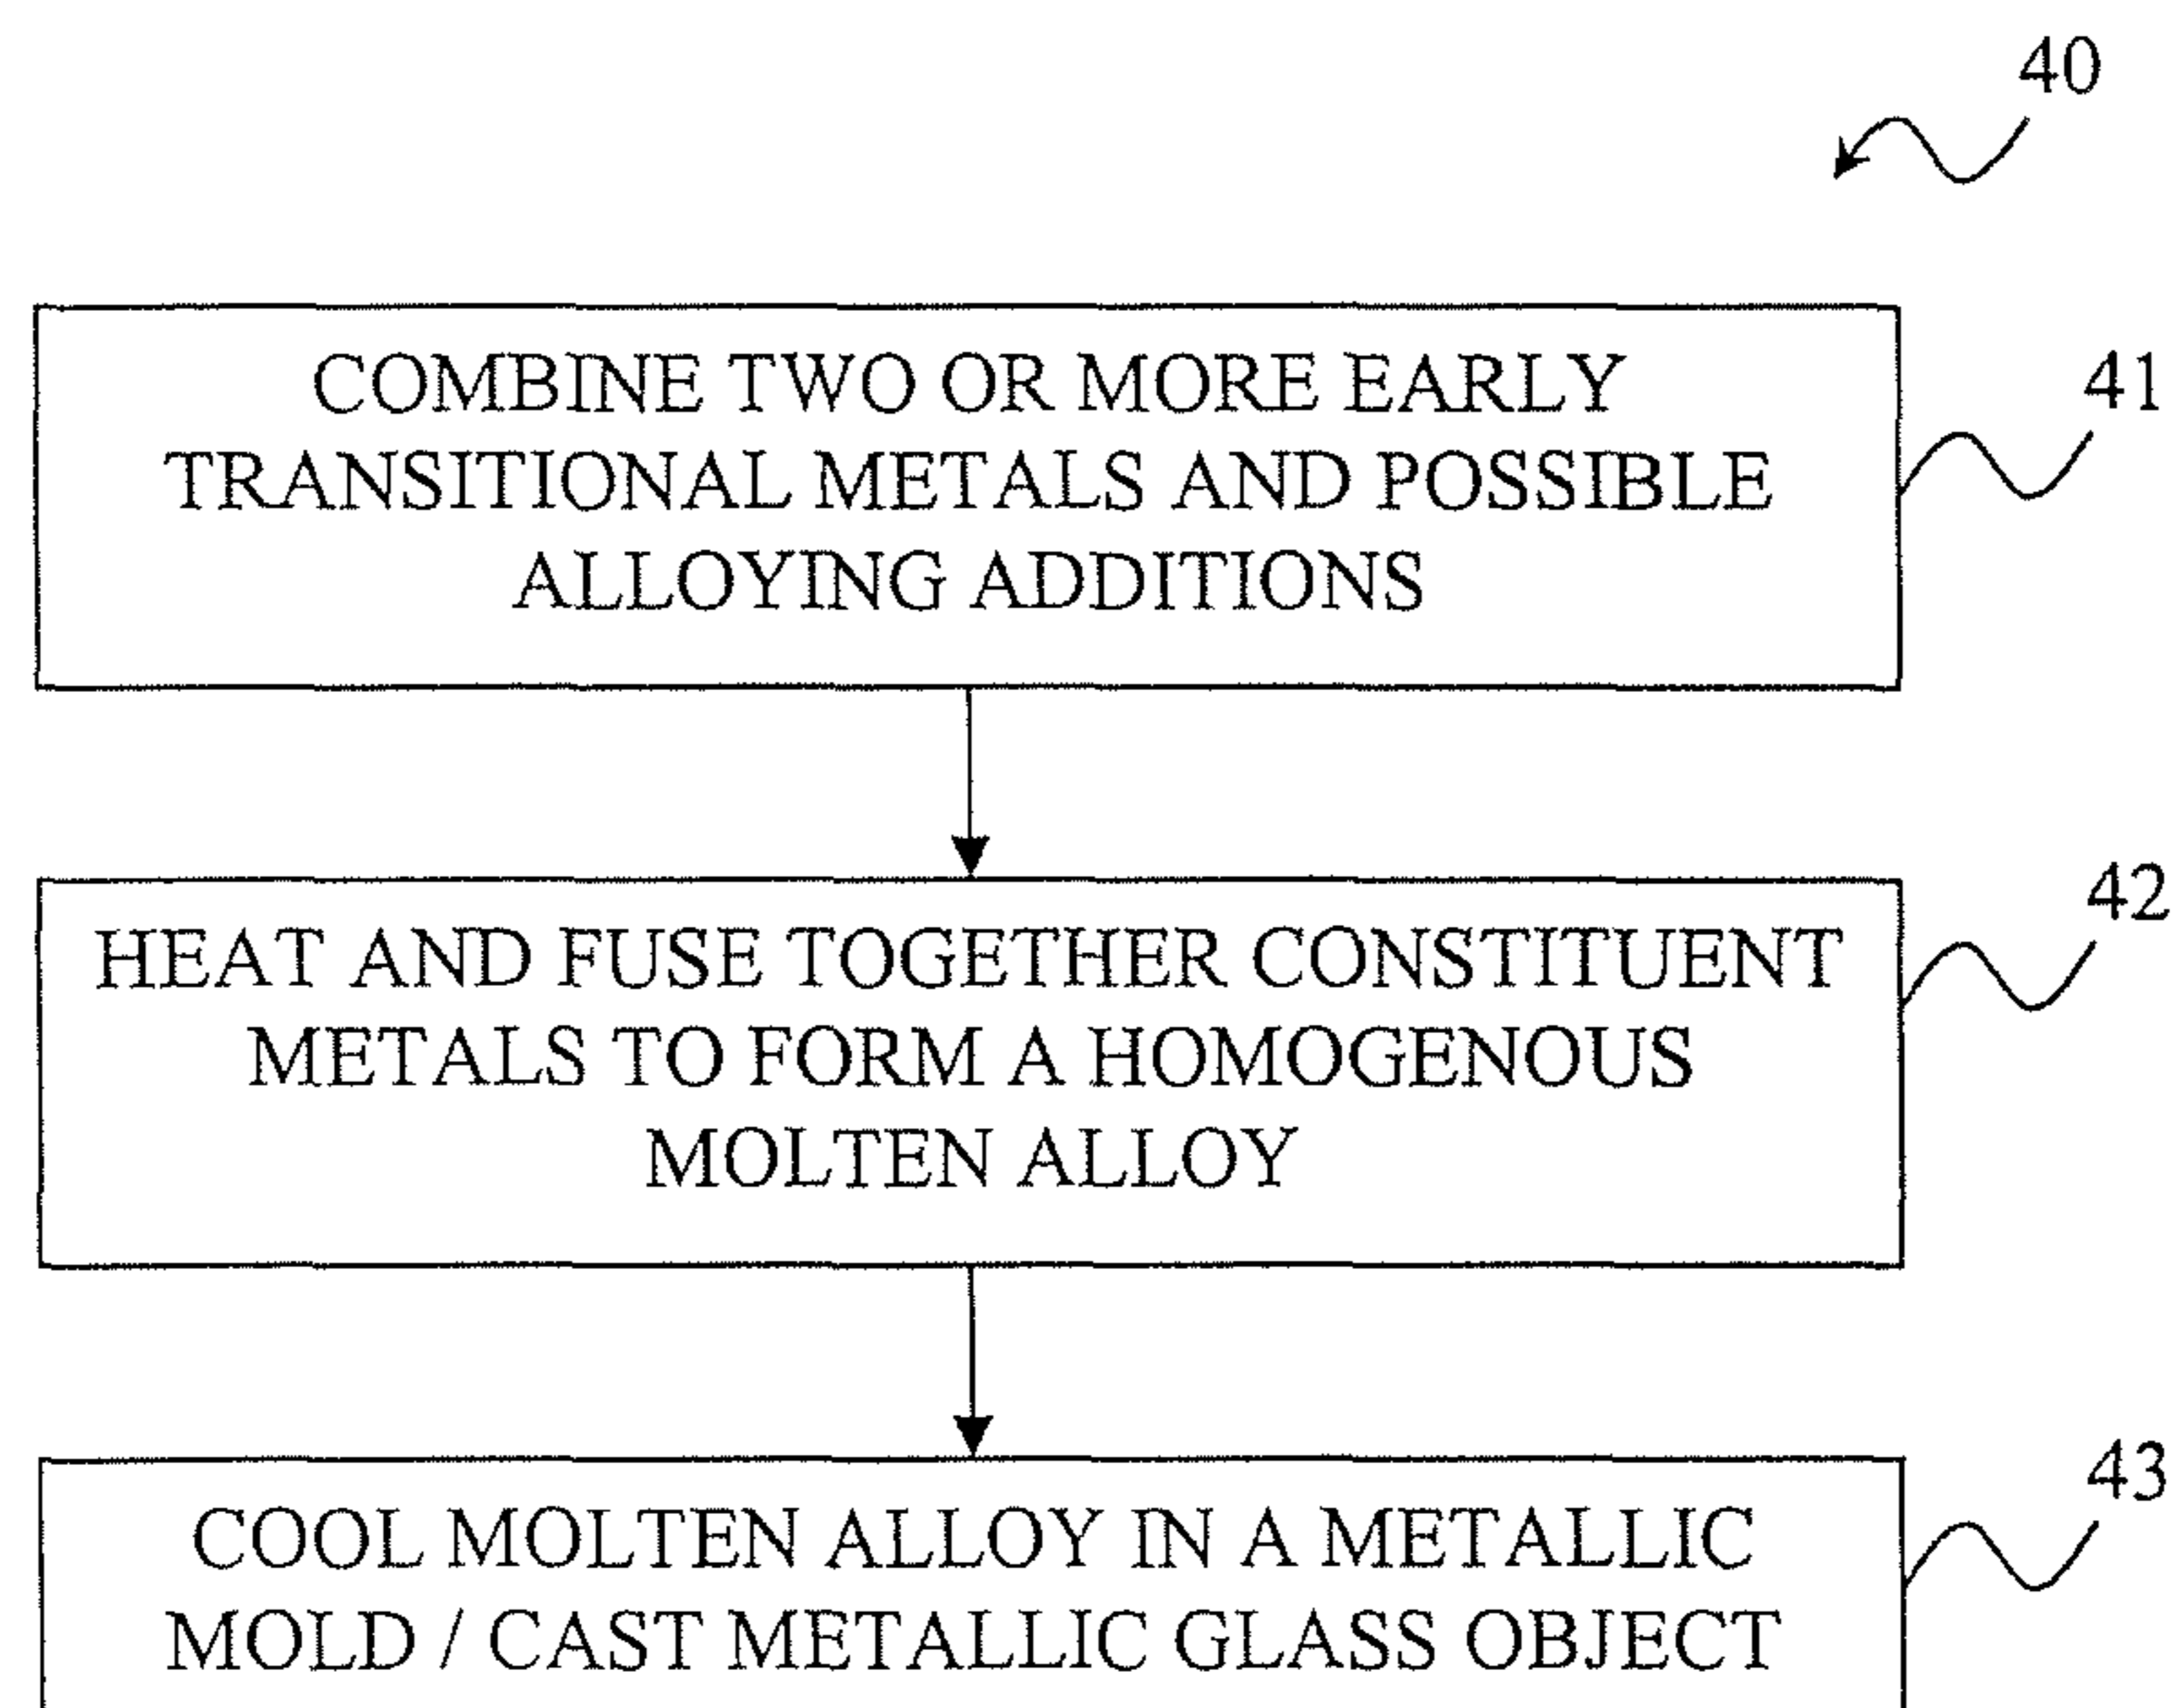 40
COMBINE TWO OR MORE EARLY
TRANSITIONAL METALS AND POSSIBLE
ALLOYING ADDITIONS
41
HEAT AND FUSE TOGETHER CONSTITUENT
METALS TO FORM A HOMOGENOUS
MOLTEN ALLOY
42
COOL MOLTEN ALLOY IN A METALLIC
MOLD / CAST METALLIC GLASS OBJECT
43